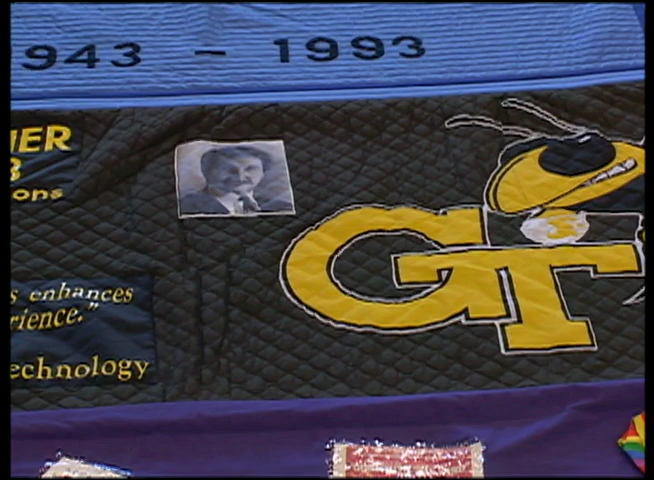 943 - 1993
IER
3
ons
s enhances
rience."
echnology
GT